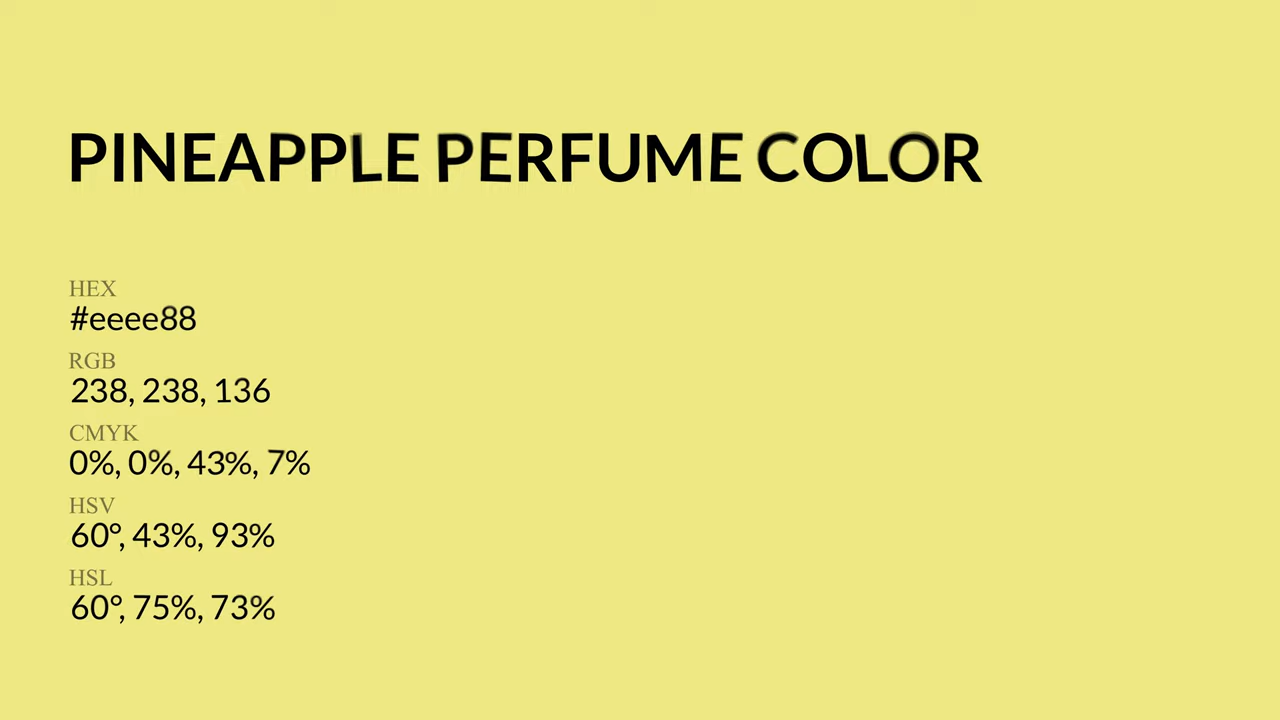 PINEAPPLE PERFUME COLOR
HEX
#eeee88
RGB
238, 238, 136
CMYK
0%, 0%, 43%, 7%
HSV
60°, 43%, 93%
HSL
60°, 75%, 73%